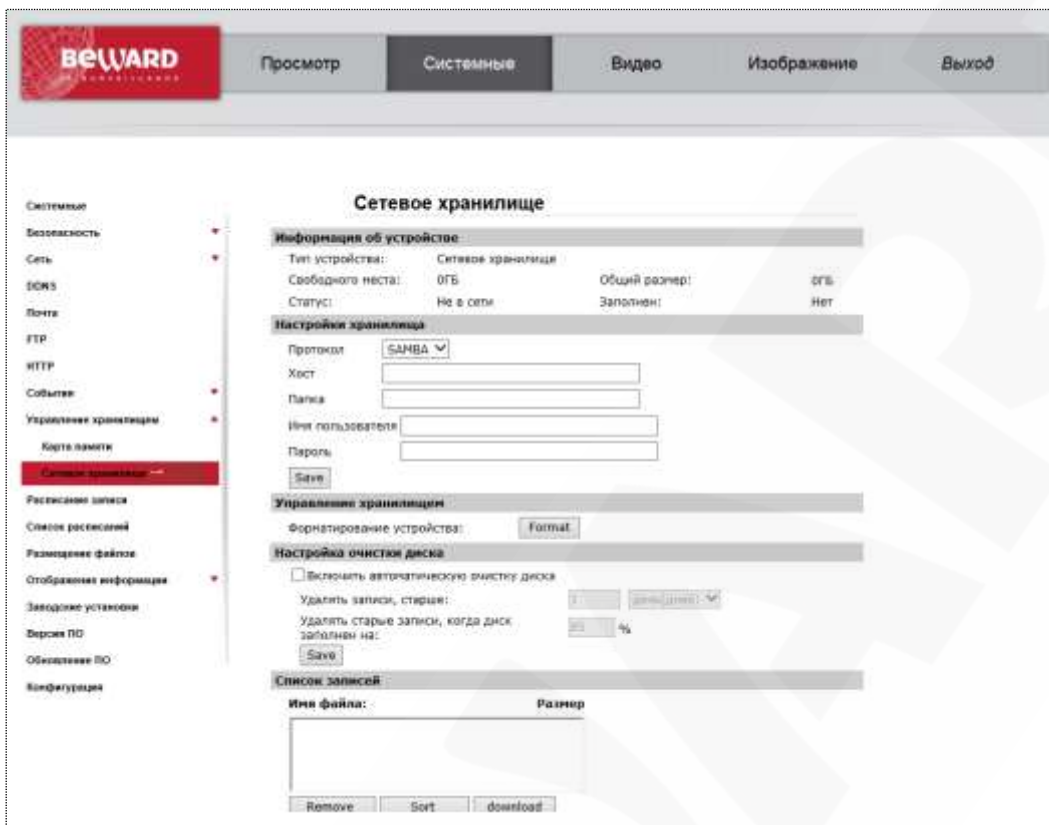 BEWARD
Просмотр Системные Видео Изображение Выход
Системные
Безопасность
Сеть
DDNS
Почта
FTP
HTTP
События
Управление хранилищем
Карта памяти
Сетевое хранилище
Расписание записи
Список расписаний
Размещение файлов
Отображение информации
Заводские установки
Версия ПО
Обновление ПО
Конфигурация
Сетевое хранилище
Информация об устройстве
Тип устройства: Сетевое хранилище
Свободного места: 0ГБ Общий размер: 0ГБ
Статус: Не в сети Заполнен: Нет
Настройки хранилища
Протокол SAMBA
Хост
Папка
Имя пользователя
Пароль
Save
Управление хранилищем
Форматирование устройства: Format
Настройка очистки диска
Включить автоматическую очистку диска
Удалять записи, старше:
Удалять старые записи, когда диск
заполнен на: %
Save
Список записей
Имя файла: Размер
Remove Sort download